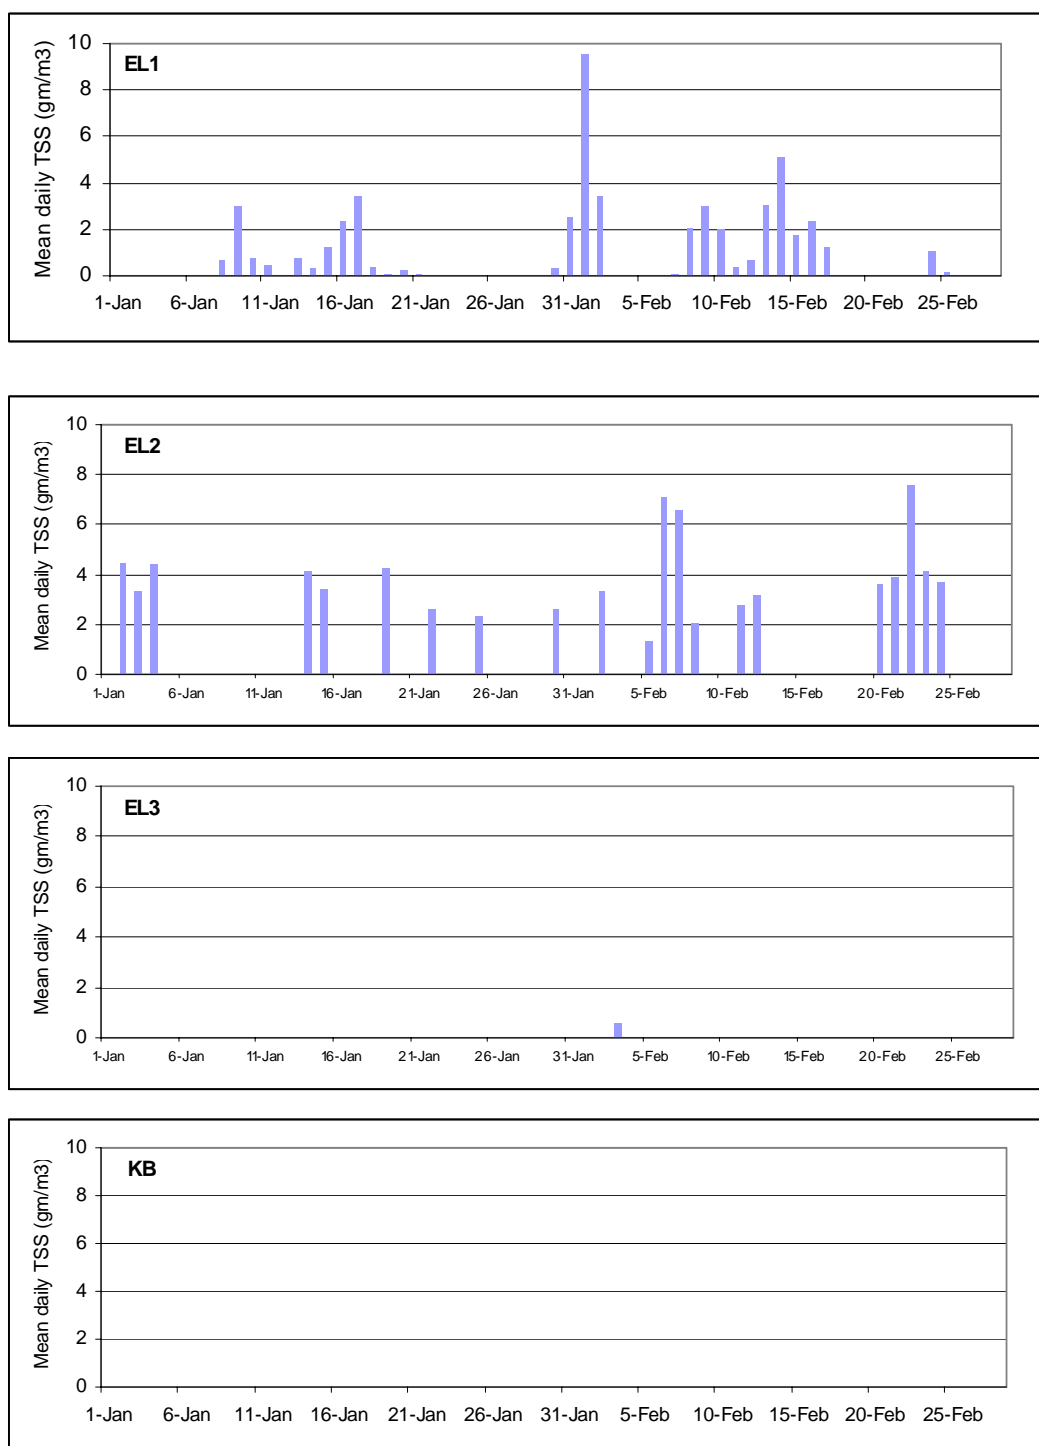 EL1
Mean daily TSS (gm/m3)
10
8
6
4
2
0
1-Jan 6-Jan 11-Jan 16-Jan 21-Jan 26-Jan 31-Jan 5-Feb 10-Feb 15-Feb 20-Feb 25-Feb
EL2
Mean daily TSS (gm/m3)
10
8
6
4
2
0
1-Jan 6-Jan 11-Jan 16-Jan 21-Jan 26-Jan 31-Jan 5-Feb 10-Feb 15-Feb 20-Feb 25-Feb
EL3
Mean daily TSS (gm/m3)
10
8
6
4
2
0
1-Jan 6-Jan 11-Jan 16-Jan 21-Jan 26-Jan 31-Jan 5-Feb 10-Feb 15-Feb 20-Feb 25-Feb
KB
Mean daily TSS (gm/m3)
10
8
6
4
2
0
1-Jan 6-Jan 11-Jan 16-Jan 21-Jan 26-Jan 31-Jan 5-Feb 10-Feb 15-Feb 20-Feb 25-Feb